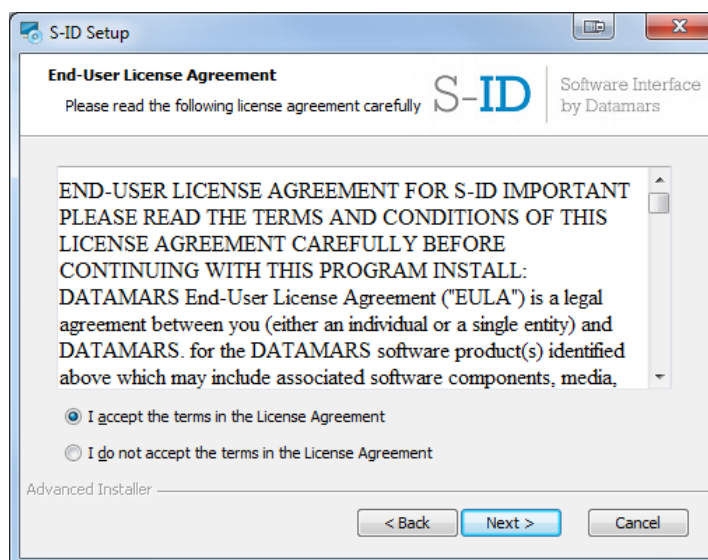 S-ID Setup
End-User License Agreement
Please read the following license agreement carefully
S-ID
Software Interface
by Datamars
END-USER LICENSE AGREEMENT FOR S-ID IMPORTANT
PLEASE READ THE TERMS AND CONDITIONS OF THIS
LICENSE AGREEMENT CAREFULLY BEFORE
CONTINUING WITH THIS PROGRAM INSTALL:
DATAMARS End-User License Agreement ("EULA") is a legal
agreement between you (either an individual or a single entity) and
DATAMARS. for the DATAMARS software product(s) identified
above which may include associated software components, media,
I accept the terms in the License Agreement
I do not accept the terms in the License Agreement
Advanced Installer
< Back
Next >
Cancel